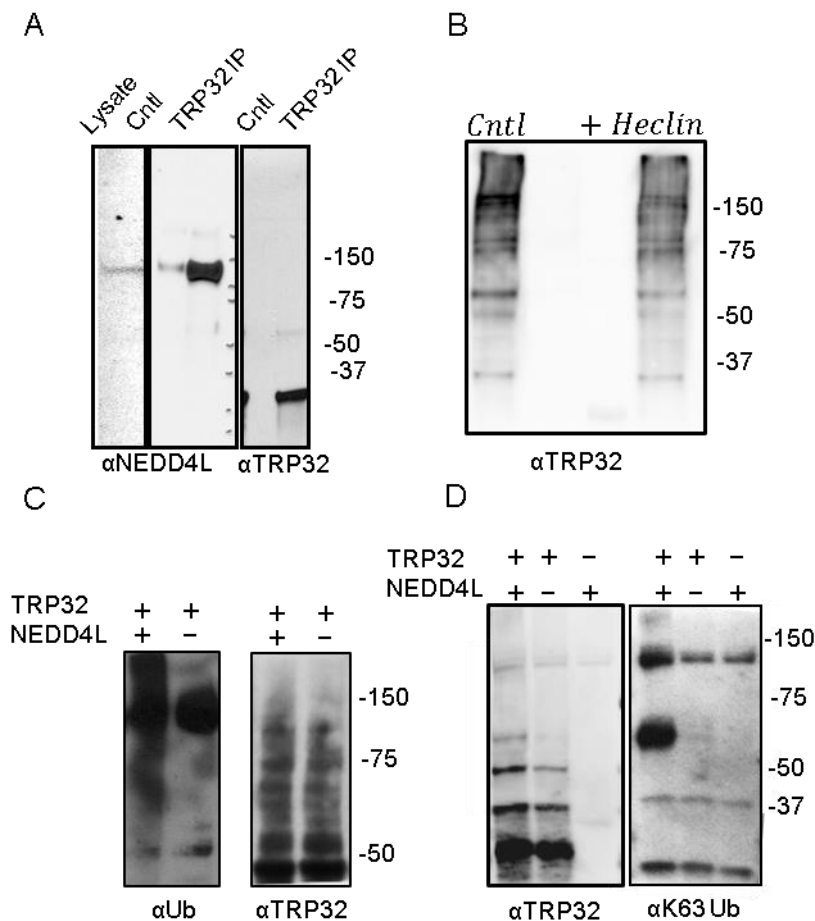 A
Lysate
Cntl
TRP32 IP
Cntl
TRP32 IP
-150
-75
-50
-37
αNEDD4L
αTRP32
B
Cntl
+ Heclin
-150
-75
-50
-37
αTRP32
C
TRP32 + + + +
NEDD4L + − + −
-150
-75
-50
αUb
αTRP32
D
TRP32 + + − + + −
NEDD4L + − + + − +
-150
-75
-50
-37
αTRP32
αK63 Ub